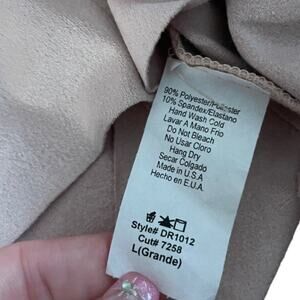 90% Polyester/Poliester
10% Spandex/Elastano
Hand Wash Cold
Lavar A Mano Frio
Do Not Bleach
No Usar Cloro
Hang Dry
Secar Colgado
Made in U.S.A
Hecho en E.U.A.
Style# DR1012
Cut# 7258
L(Grande)